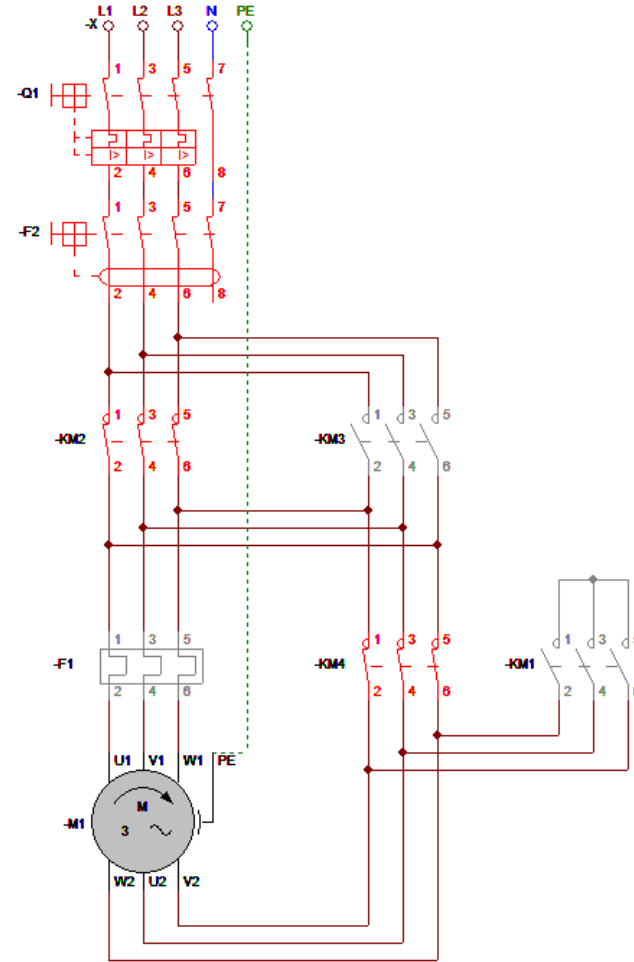 L1 L2 L3 N PE
-X
1 3 5 7
-Q1
I> I> I>
2 4 6 8
1 3 5 7
-F2
2 4 6 8
1 3 5
-KM2
2 4 6
1 3 5
-KM3
2 4 6
1 3 5
-F1
2 4 6
1 3 5
-KM4
2 4 6
1 3 5
-KM1
2 4 6
U1 V1 W1 PE
-M1
M
3
W2 U2 V2